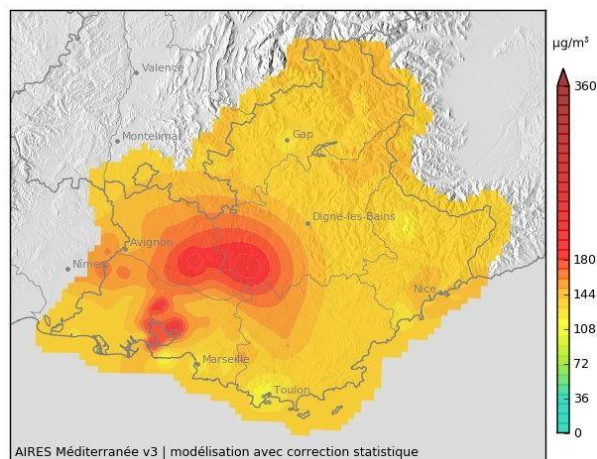 µg/m³
Valence
360
Montelimar
Gap
Digne-les-Bains
Avignon
Nîmes
180
Nice
144
108
Marseille
72
Toulon
36
0
AIRES Méditerranée v3 | modélisation avec correction statistique